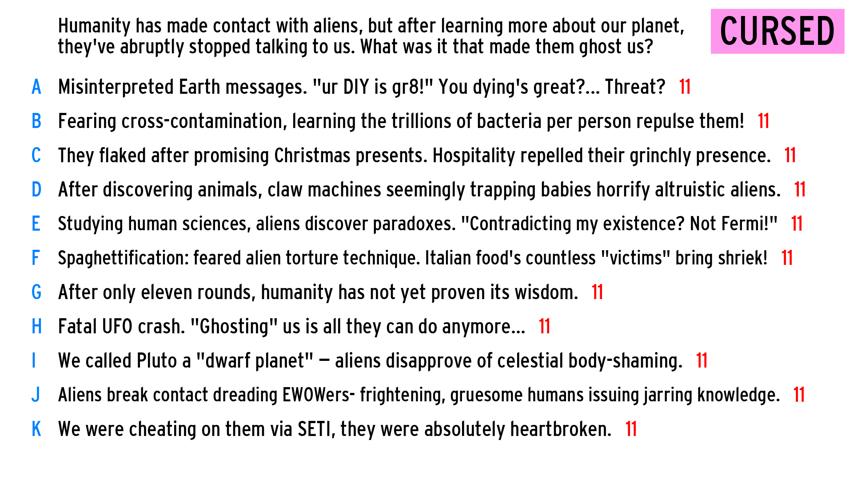 Humanity has made contact with aliens, but after learning more about our planet,
they've abruptly stopped talking to us. What was it that made them ghost us?
CURSED
A Misinterpreted Earth messages. "ur DIY is gr8!" You dying's great?... Threat? 11
B Fearing cross-contamination, learning the trillions of bacteria per person repulse them! 11
C They flaked after promising Christmas presents. Hospitality repelled their grinchly presence. 11
D After discovering animals, claw machines seemingly trapping babies horrify altruistic aliens. 11
E Studying human sciences, aliens discover paradoxes. "Contradicting my existence? Not Fermi!" 11
F Spaghettification: feared alien torture technique. Italian food's countless "victims" bring shriek! 11
G After only eleven rounds, humanity has not yet proven its wisdom. 11
H Fatal UFO crash. "Ghosting" us is all they can do anymore... 11
I We called Pluto a "dwarf planet" – aliens disapprove of celestial body-shaming. 11
J Aliens break contact dreading EWOWers- frightening, gruesome humans issuing jarring knowledge. 11
K We were cheating on them via SETI, they were absolutely heartbroken. 11